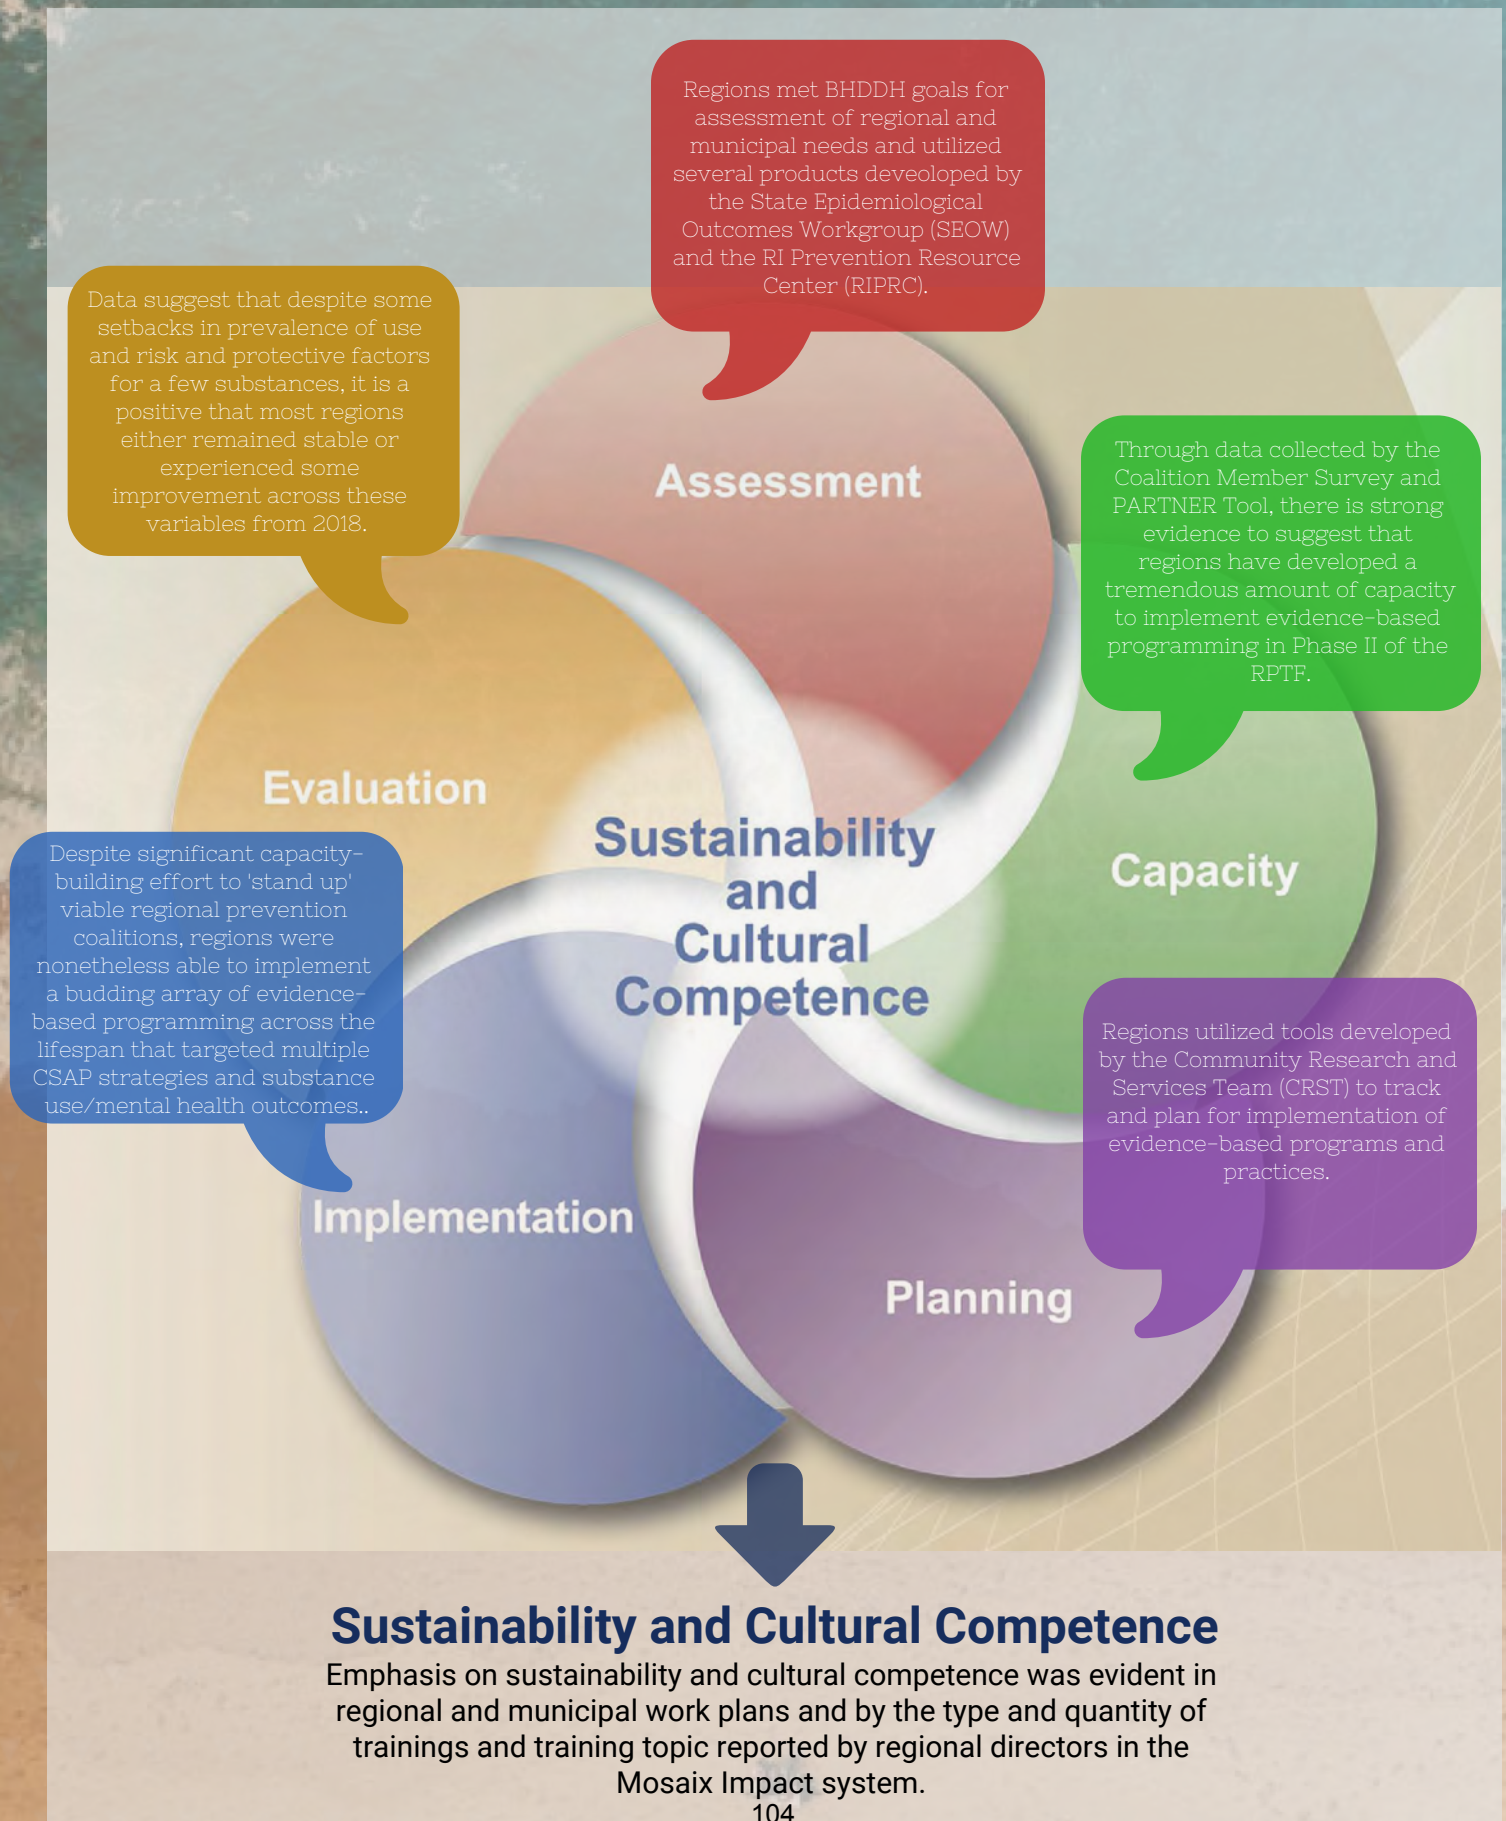 Regions met BHDDH goals for
assessment of regional and
municipal needs and utilized
several products deveoloped by
the State Epidemiological
Outcomes Workgroup (SEOW)
and the RI Prevention Resource
Center (RIPRC).
Data suggest that despite some
setbacks in prevalence of use
and risk and protective factors
for a few substances, it is a
positive that most regions
either remained stable or
experienced some
improvement across these
variables from 2018.
Through data collected by the
Coalition Member Survey and
PARTNER Tool, there is strong
evidence to suggest that
regions have developed a
tremendous amount of capacity
to implement evidence-based
programming in Phase II of the
RPTF.
Assessment
Evaluation
Sustainability
and
Cultural
Competence
Capacity
Despite significant capacity-
building effort to 'stand up'
viable regional prevention
coalitions, regions were
nonetheless able to implement
a budding array of evidence-
based programming across the
lifespan that targeted multiple
CSAP strategies and substance
use/mental health outcomes..
Regions utilized tools developed
by the Community Research and
Services Team (CRST) to track
and plan for implementation of
evidence-based programs and
practices.
Implementation
Planning
Sustainability and Cultural Competence
Emphasis on sustainability and cultural competence was evident in
regional and municipal work plans and by the type and quantity of
trainings and training topic reported by regional directors in the
Mosaix Impact system.
104